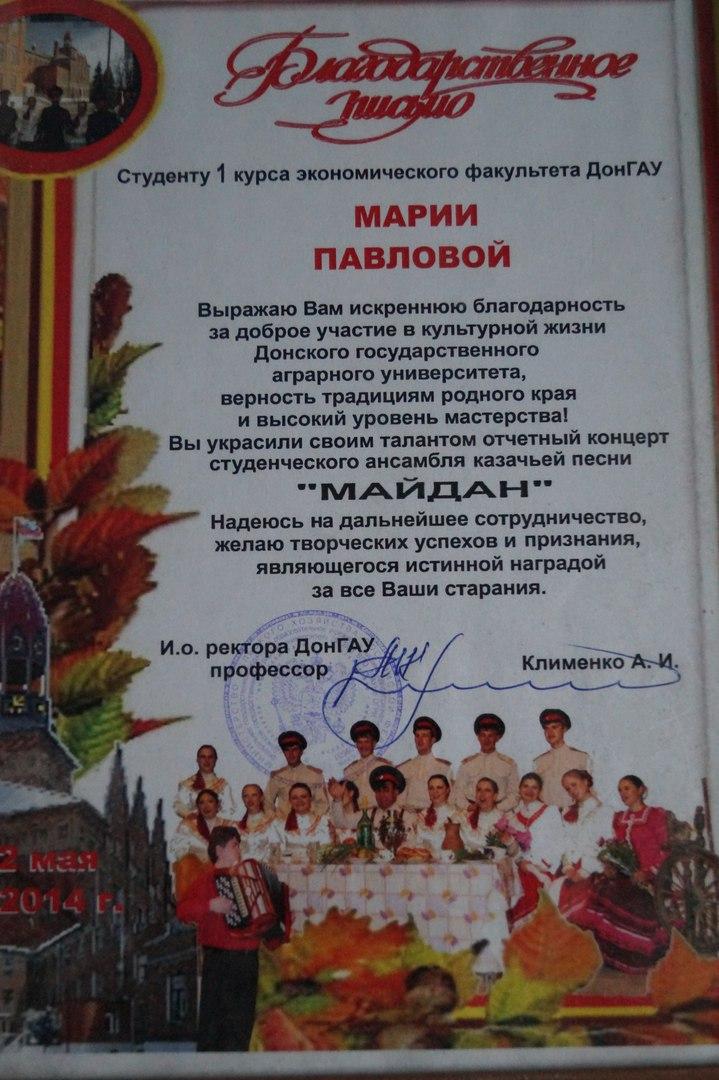 Благодарственное
письмо
Студенту 1 курса экономического факультета ДонГАУ
МАРИИ
ПАВЛОВОЙ
Выражаю Вам искреннюю благодарность
за доброе участие в культурной жизни
Донского государственного
аграрного университета,
верность традициям родного края
и высокий уровень мастерства!
Вы украсили своим талантом отчетный концерт
студенческого ансамбля казачьей песни
"МАЙДАН"
Надеюсь на дальнейшее сотрудничество,
желаю творческих успехов и признания,
являющегося истинной наградой
за все Ваши старания.
И.о. ректора ДонГАУ
профессор
Клименко А. И.
2 мая
2014 г.